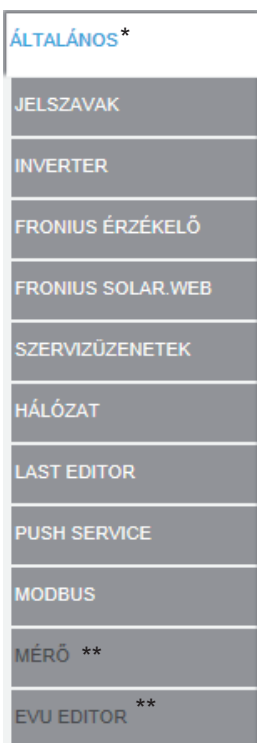 ÁLTALÁNOS*
JELSZAVAK
INVERTER
FRONIUS ÉRZÉKELŐ
FRONIUS SOLAR.WEB
SZERVIZÜZENETEK
HÁLÓZAT
LAST EDITOR
PUSH SERVICE
MODBUS
MÉRŐ **
EVU EDITOR **